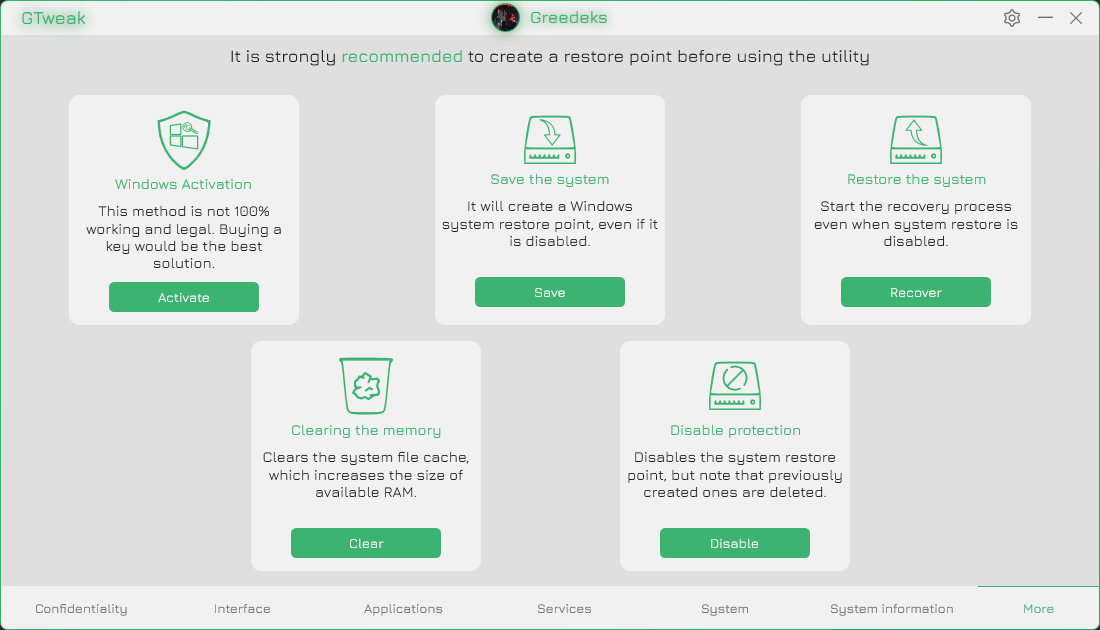 GTweak
Greedeks
It is strongly recommended to create a restore point before using the utility
Windows Activation
This method is not 100%
working and legal. Buying a
key would be the best
solution.
Activate
Save the system
It will create a Windows
system restore point, even if it
is disabled.
Save
Restore the system
Start the recovery process
even when system restore is
disabled.
Recover
Clearing the memory
Clears the system file cache,
which increases the size of
available RAM.
Clear
Disable protection
Disables the system restore
point, but note that previously
created ones are deleted.
Disable
Confidentiality
Interface
Applications
Services
System
System information
More